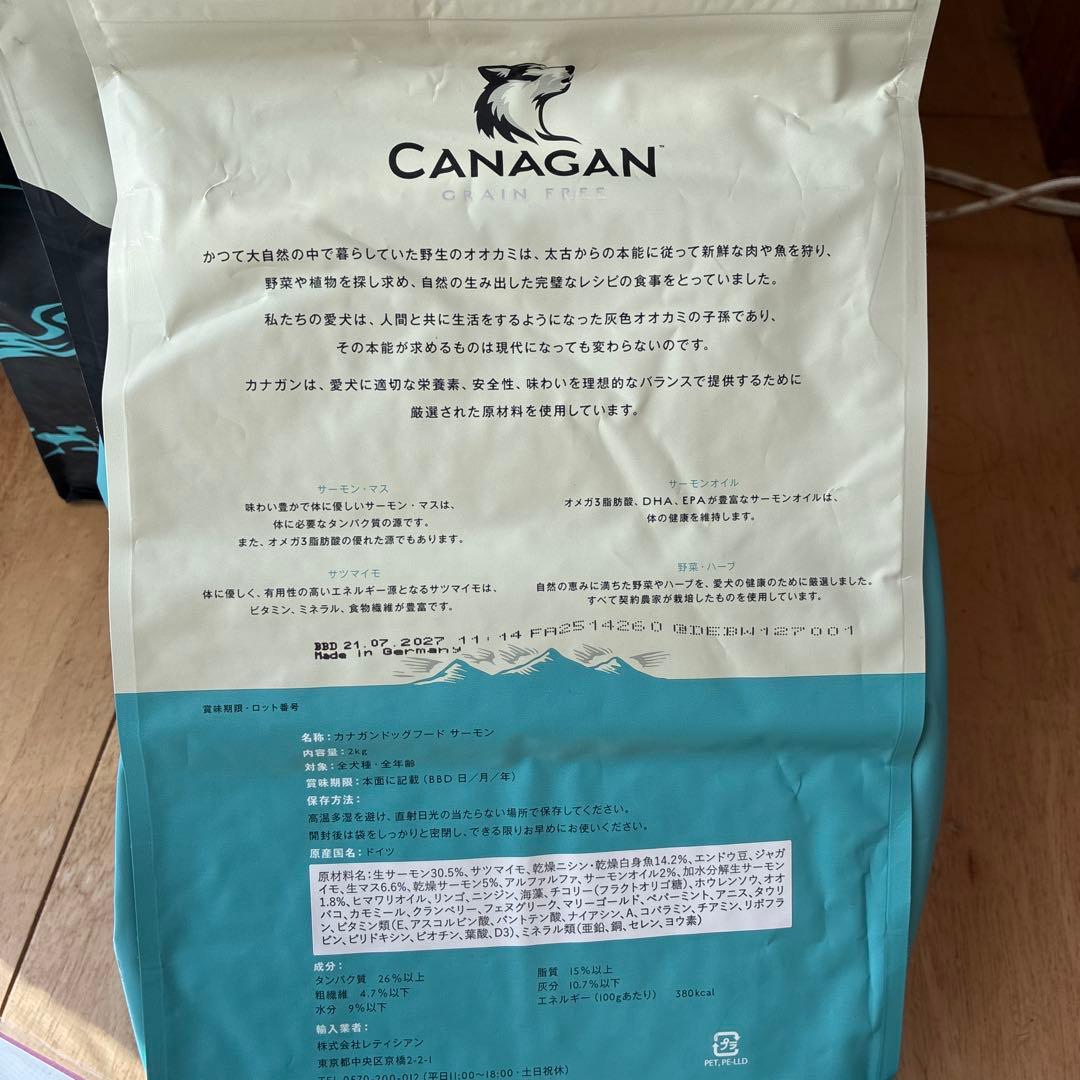 CANAGAN™
GRAIN FREE
かつて大自然の中で暮らしていた野生のオオカミは、太古からの本能に従って新鮮な肉や魚を狩り、
野菜や植物を探し求め、自然の生み出した完璧なレシピの食事をとっていました。
私たちの愛犬は、人間と共に生活をするようになった灰色オオカミの子孫であり、
その本能が求めるものは現代になっても変わらないのです。
カナガンは、愛犬に適切な栄養素、安全性、味わいを理想的なバランスで提供するために
厳選された原材料を使用しています。
サーモン・マス
味わい豊かで体に優しいサーモン・マスは、
体に必要なタンパク質の源です。
また、オメガ3脂肪酸の優れた源でもあります。
サーモンオイル
オメガ3脂肪酸、DHA、EPAが豊富なサーモンオイルは、
体の健康を維持します。
サツマイモ
体に優しく、有用性の高いエネルギー源となるサツマイモは、
ビタミン、ミネラル、食物繊維が豊富です。
野菜・ハーブ
自然の恵みに満ちた野菜やハーブを、愛犬の健康のために厳選しました。
すべて契約農家が栽培したものを使用しています。
BBD 21.07.2027 11:14 FA2514260 @DEBW127001
Made in Germany
賞味期限・ロット番号
名称：カナガンドッグフード サーモン
内容量：2kg
対象：全犬種・全年齢
賞味期限：本面に記載（BBD 日／月／年）
保存方法：
高温多湿を避け、直射日光の当たらない場所で保存してください。
開封後は袋をしっかりと密閉し、できる限りお早めにお使いください。
原産国名：ドイツ
原材料名：生サーモン30.5%、サツマイモ、乾燥ニシン・乾燥白身魚14.2%、エンドウ豆、ジャガ
イモ、生マス6.6%、乾燥サーモン5%、アルファルファ、サーモンオイル2%、加水分解生サーモン
1.8%、ヒマワリオイル、リンゴ、ニンジン、海藻、チコリー（フラクトオリゴ糖）、ホウレンソウ、オオ
バコ、カモミール、クランベリー、フェヌグリーク、マリーゴールド、ペパーミント、アニス、タウリ
ン、ビタミン類（E、アスコルビン酸、パントテン酸、ナイアシン、A、コバラミン、チアミン、リボフラ
ビン、ピリドキシン、ビオチン、葉酸、D3）、ミネラル類（亜鉛、銅、セレン、ヨウ素）
成分：
タンパク質 26%以上
粗繊維 4.7%以下
水分 9%以下
脂質 15%以上
灰分 10.7%以下
エネルギー（100gあたり） 380kcal
輸入業者：
株式会社レティシアン
東京都中央区京橋2-2-1
TEL 0570-200-012（平日11:00〜18:00・土日祝休）
プラ
PET, PE-LLD